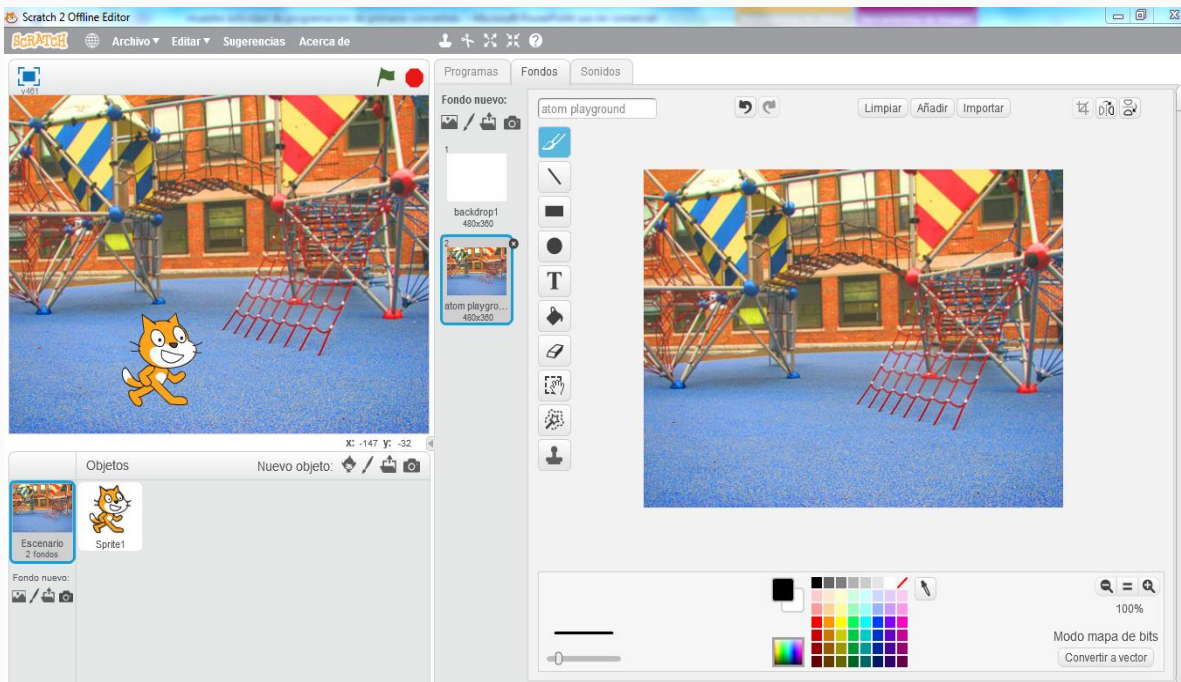 Scratch 2 Offline Editor
SCRATCH Archivo Editar Sugerencias Acerca de
v461
Programas Fondos Sonidos
Fondo nuevo:
1
backdrop1
480x360
2
atom playgro...
480x360
atom playground
Limpiar Añadir Importar
T
X: -147 y: -32
Objetos
Nuevo objeto:
Escenario
2 fondos
Sprite1
Fondo nuevo:
100%
Modo mapa de bits
Convertir a vector